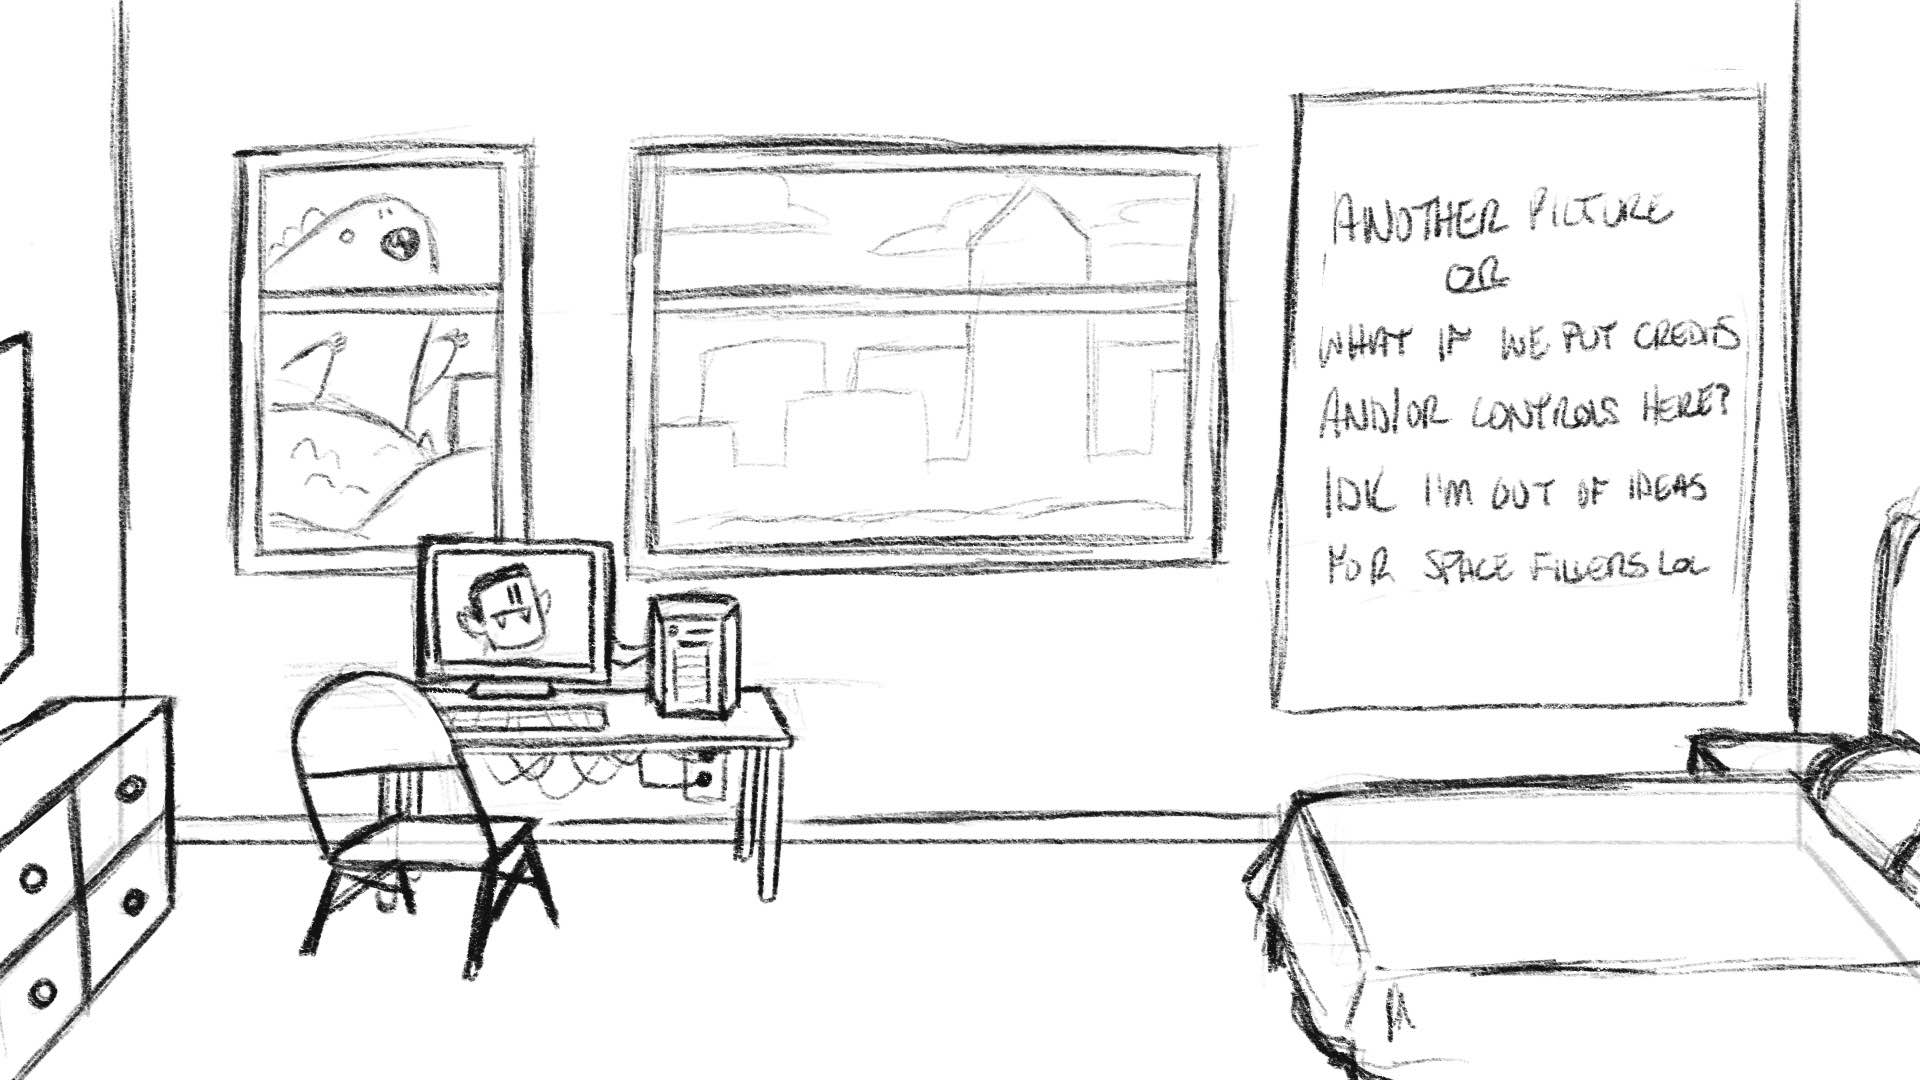 ANOTHER PICTURE
OR
WHAT IF WE PUT CREDITS
AND/OR CONTROLS HERE?
IDK I'M OUT OF IDEAS
FOR SPACE FILLERS LOL